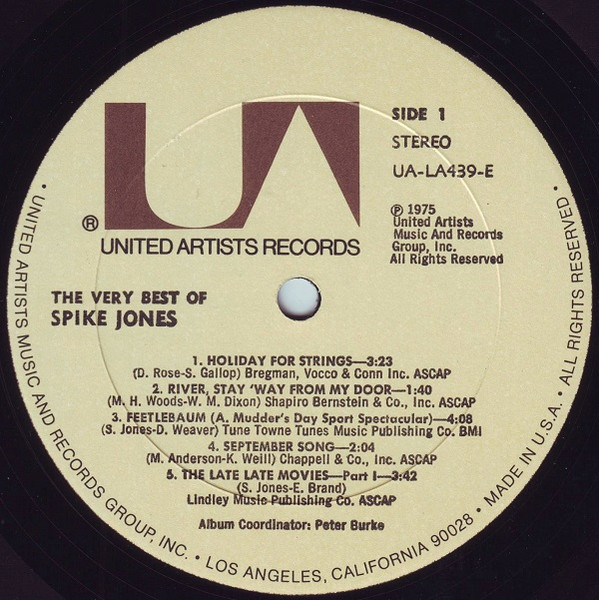 UA
®
UNITED ARTISTS RECORDS
SIDE 1
STEREO
UA-LA439-E
℗ 1975
United Artists
Music And Records
Group, Inc.
All Rights Reserved
THE VERY BEST OF
SPIKE JONES
1. HOLIDAY FOR STRINGS—3:23
(D. Rose-S. Gallop) Bregman, Vocco & Conn Inc. ASCAP
2. RIVER, STAY 'WAY FROM MY DOOR—1:40
(M. H. Woods-W. M. Dixon) Shapiro Bernstein & Co., Inc. ASCAP
3. FEETLEBAUM (A. Mudder's Day Sport Spectacular)—4:08
(S. Jones-D. Weaver) Tune Towne Tunes Music Publishing Co. BMI
4. SEPTEMBER SONG—2:04
(M. Anderson-K. Weill) Chappell & Co., Inc. ASCAP
5. THE LATE LATE MOVIES—Part I—3:42
(S. Jones-E. Brand)
Lindley Music Publishing Co. ASCAP
Album Coordinator: Peter Burke
• UNITED ARTISTS MUSIC AND RECORDS GROUP, INC. • LOS ANGELES, CALIFORNIA 90028 • MADE IN U.S.A. • ALL RIGHTS RESERVED •